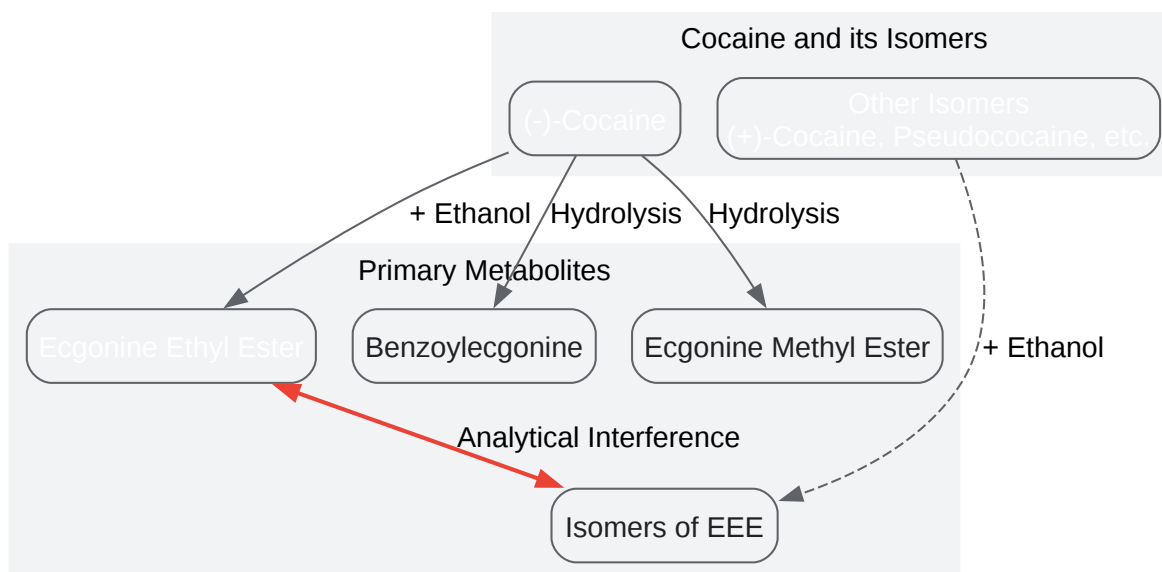 Cocaine and its Isomers
(-)-Cocaine
Other Isomers
(+)-Cocaine, Pseudococaine, etc.
+ Ethanol
Hydrolysis
Hydrolysis
Primary Metabolites
Ecgonine Ethyl Ester
Benzoylecgonine
Ecgonine Methyl Ester
+ Ethanol
Analytical Interference
Isomers of EEE